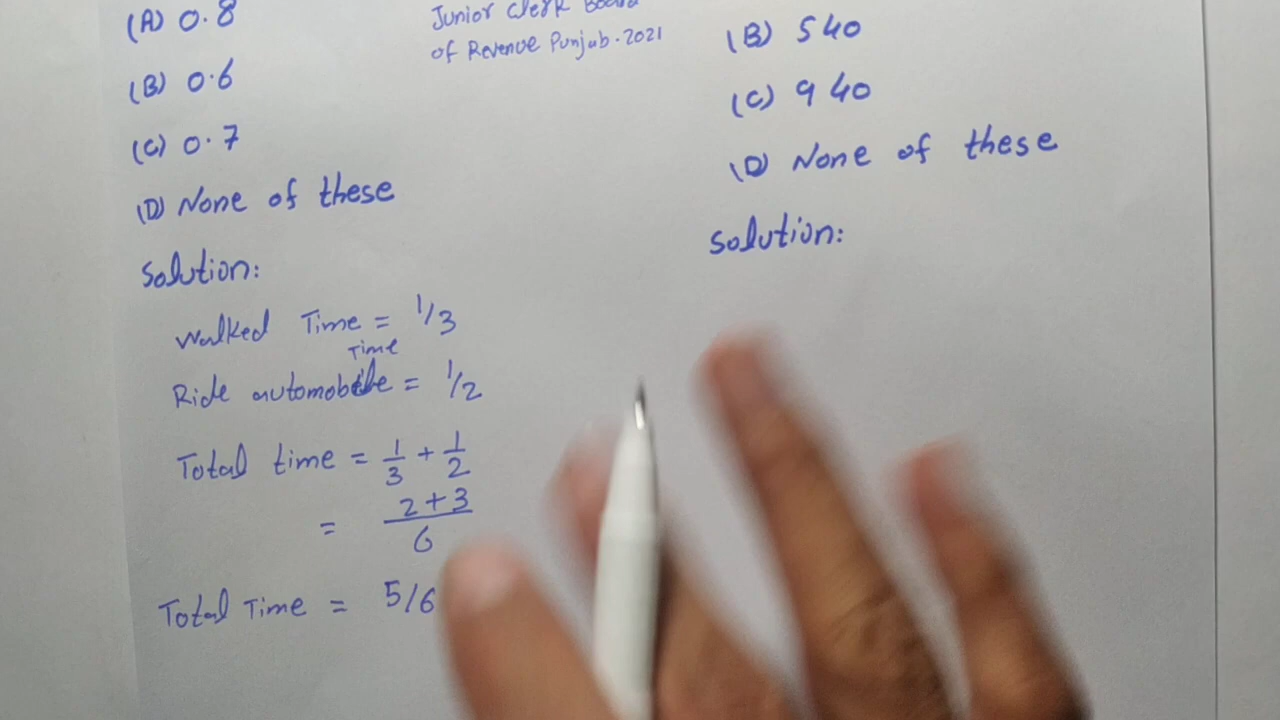 (A) 0.8
(B) 0.6
(C) 0.7
(D) None of these
Solution:
Walked Time = 1/3
Time
Ride automobile = 1/2
Total time = 1/3 + 1/2
= 2+3/6
Total Time = 5/6
Junior Clerk Board
of Revenue Punjab.2021
(B) 540
(C) 940
(D) None of these
Solution: